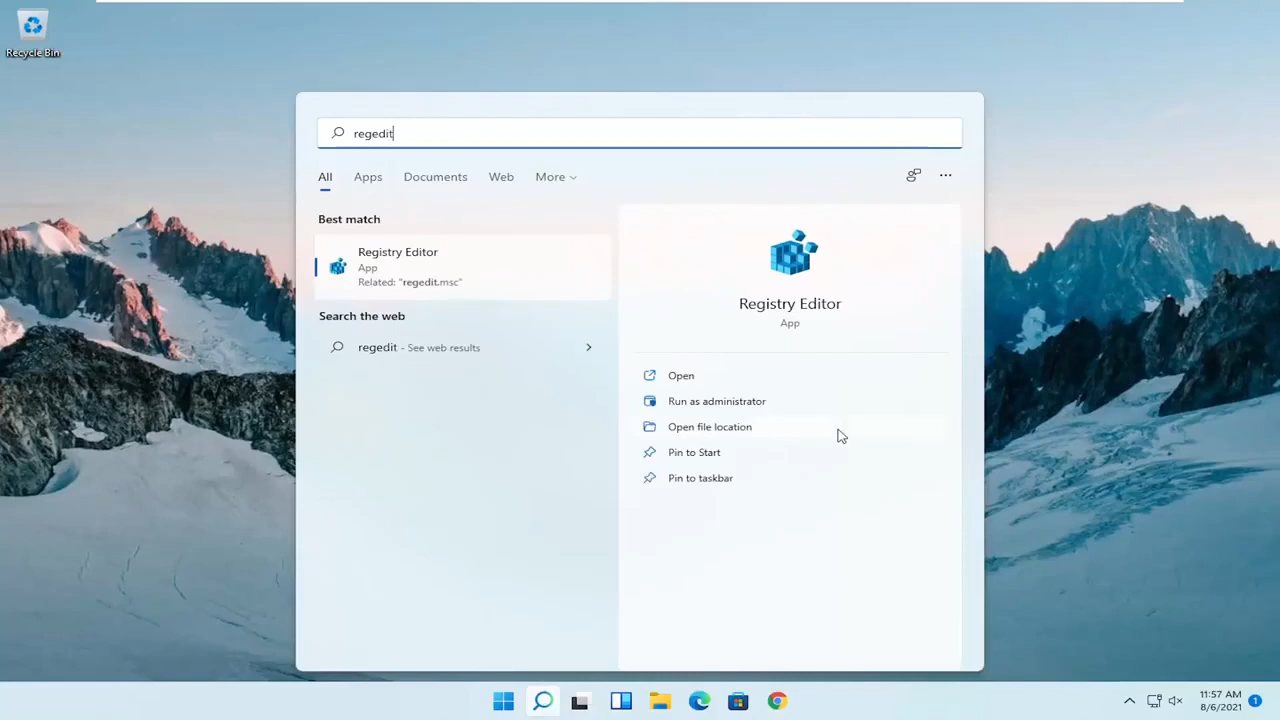 Recycle Bin
regedit
All Apps Documents Web More
Best match
Registry Editor
App
Related: "regedit.msc"
Search the web
regedit - See web results
Registry Editor
App
Open
Run as administrator
Open file location
Pin to Start
Pin to taskbar
11:57 AM
8/6/2021
1